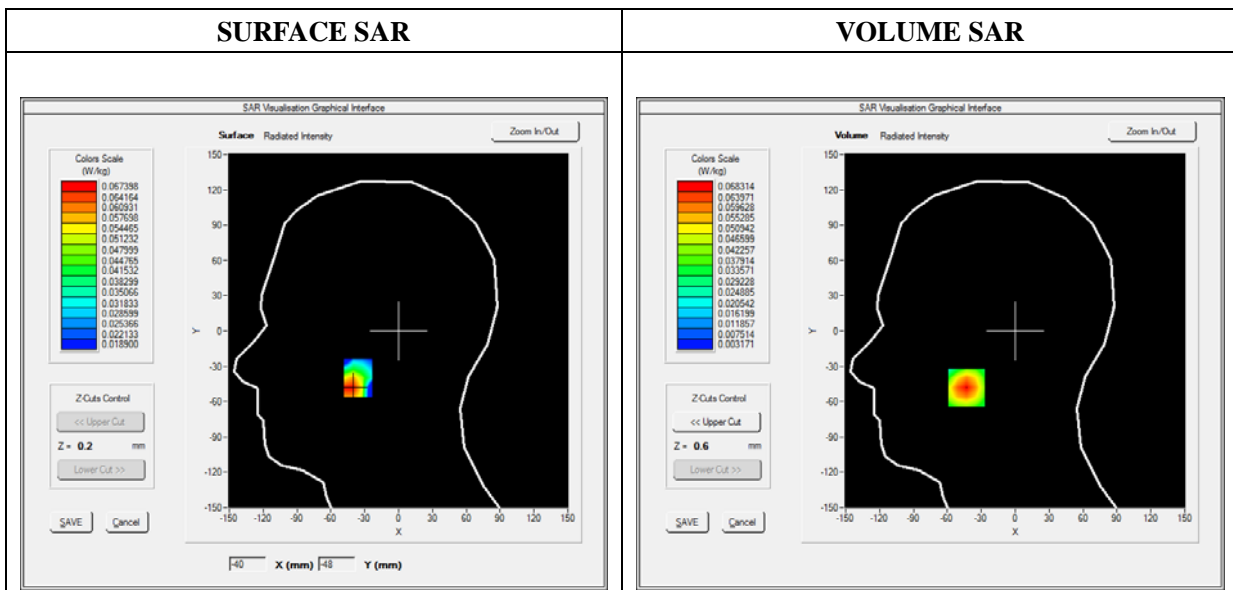 SURFACE SAR
VOLUME SAR
SAR Visualisation Graphical Interface
Surface Radiated Intensity
Zoom In/Out
Colors Scale
(W/kg)
0.067398
0.064164
0.060931
0.057698
0.054465
0.051232
0.047999
0.044765
0.041532
0.038299
0.035066
0.031833
0.028599
0.025366
0.022133
0.018900
Z-Cuts Control
<< Upper Cut
Z = 0.2 mm
Lower Cut >>
SAVE Cancel
150
120
90
60
30
0
-30
-60
-90
-120
-150
Y
-150 -120 -90 -60 -30 0 30 60 90 120 150
X
-40 X (mm) -48 Y (mm)
SAR Visualisation Graphical Interface
Volume Radiated Intensity
Zoom In/Out
Colors Scale
(W/kg)
0.068314
0.063971
0.059628
0.055285
0.050942
0.046599
0.042257
0.037914
0.033571
0.029228
0.024885
0.020542
0.016199
0.011857
0.007514
0.003171
Z-Cuts Control
<< Upper Cut
Z = 0.6 mm
Lower Cut >>
SAVE Cancel
150
120
90
60
30
0
-30
-60
-90
-120
-150
Y
-150 -120 -90 -60 -30 0 30 60 90 120 150
X